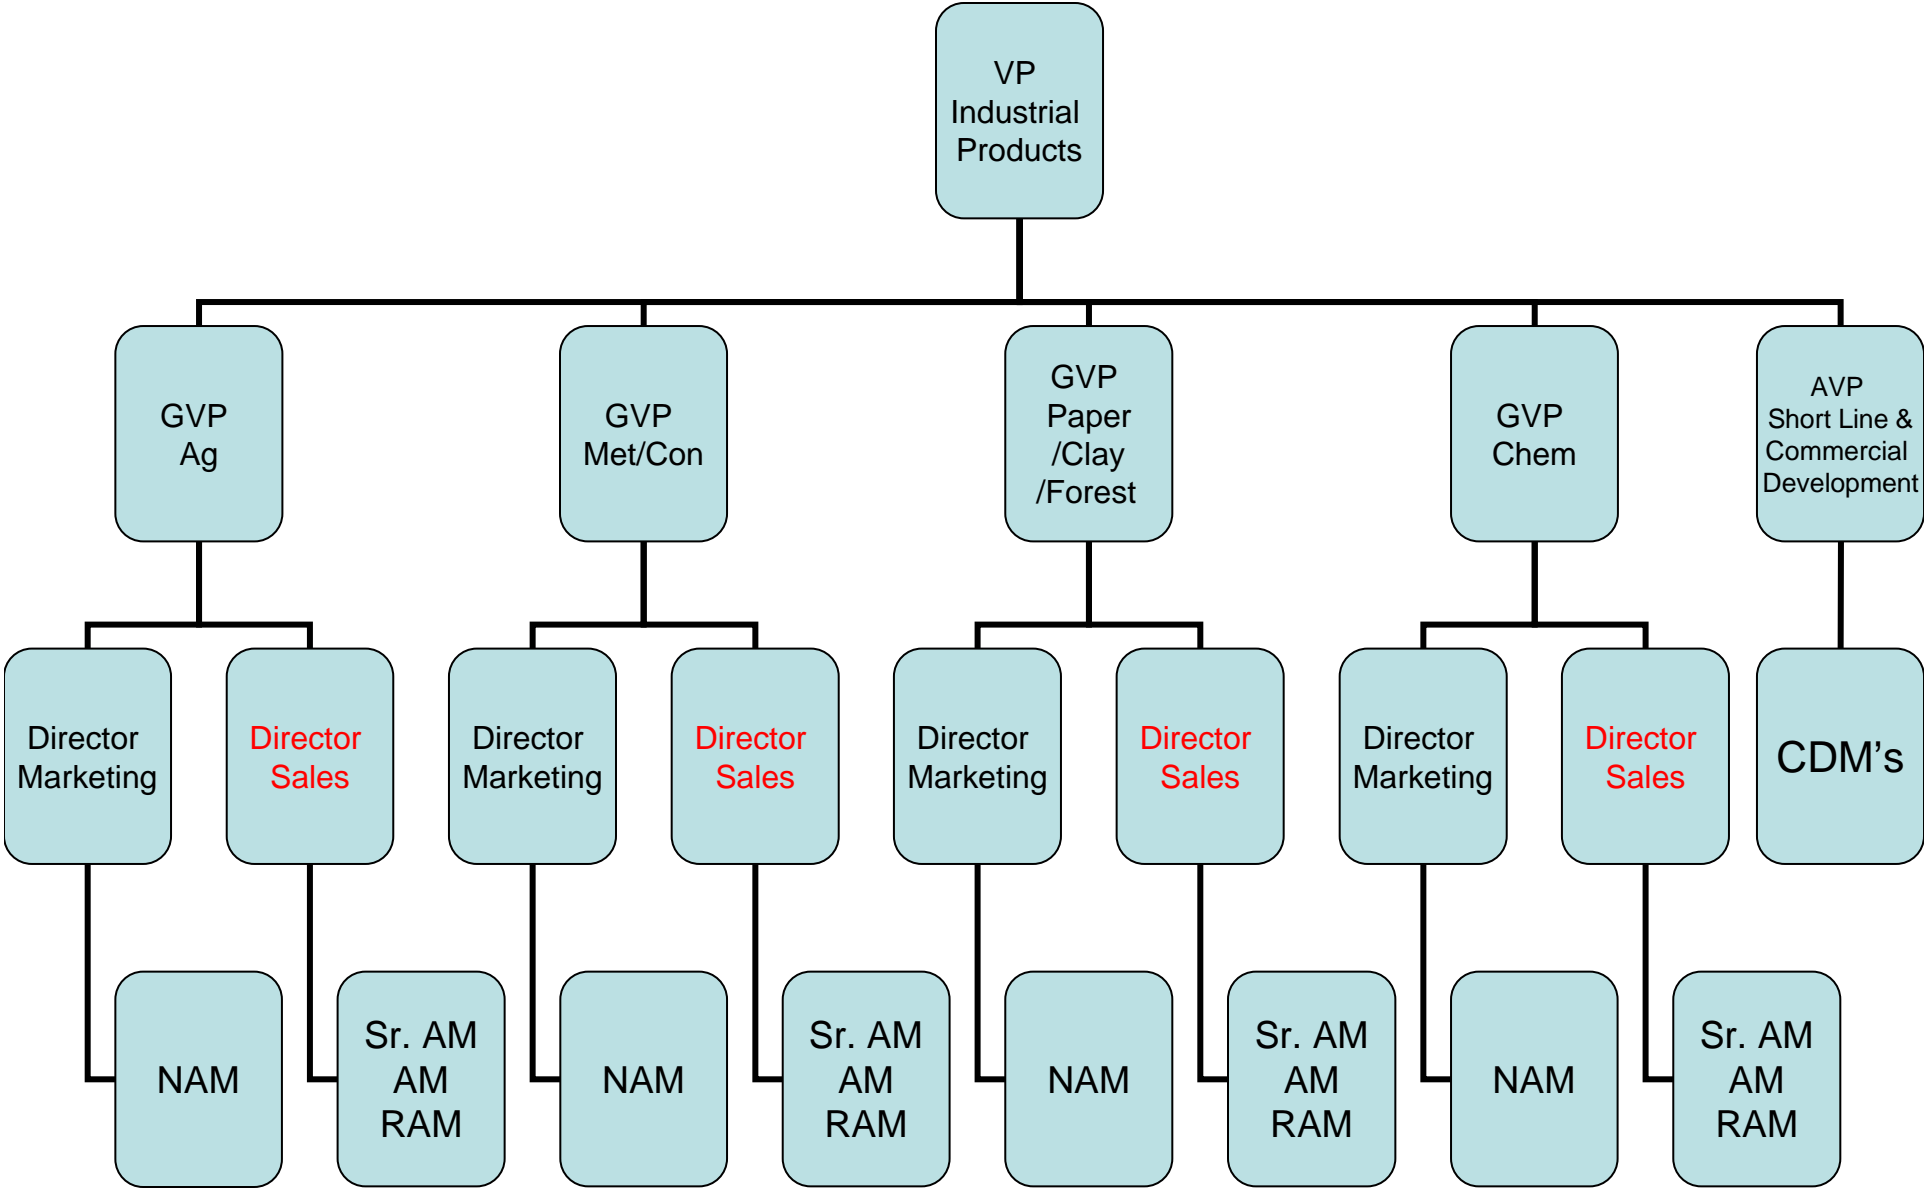 VP
Industrial
Products
GVP
Ag
GVP
Met/Con
GVP
Paper
/Clay
/Forest
GVP
Chem
AVP
Short Line &
Commercial
Development
Director
Marketing
Director
Sales
Director
Marketing
Director
Sales
Director
Marketing
Director
Sales
Director
Marketing
Director
Sales
CDM’s
NAM
Sr. AM
AM
RAM
NAM
Sr. AM
AM
RAM
NAM
Sr. AM
AM
RAM
NAM
Sr. AM
AM
RAM